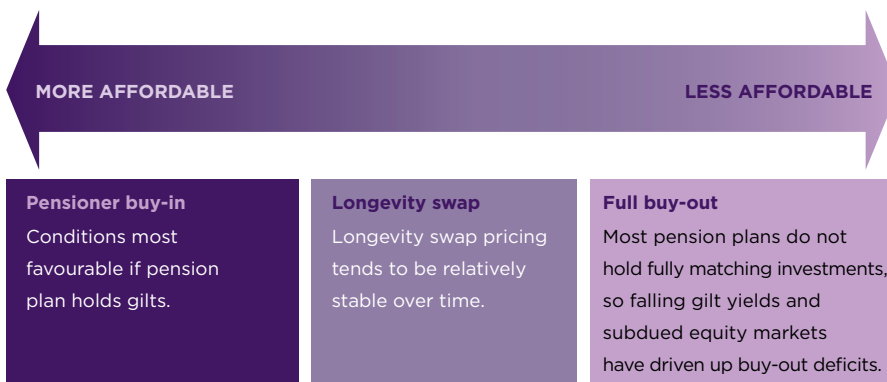 MORE AFFORDABLE
LESS AFFORDABLE
Pensioner buy-in
Conditions most
favourable if pension
plan holds gilts.
Longevity swap
Longevity swap pricing
tends to be relatively
stable over time.
Full buy-out
Most pension plans do not
hold fully matching investments,
so falling gilt yields and
subdued equity markets
have driven up buy-out deficits.